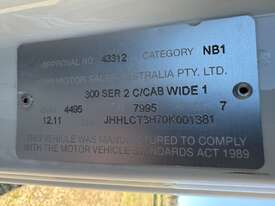 APPROVAL NO. 43312 CATEGORY NB1
MOTOR SALES AUSTRALIA PTY. LTD.
300 SER 2 C/CAB WIDE 1
4495 7995 7
12.11 JHHLCT3H70K001381
THIS VEHICLE WAS MANUFACTURED TO COMPLY
WITH THE MOTOR VEHICLE STANDARDS ACT 1989